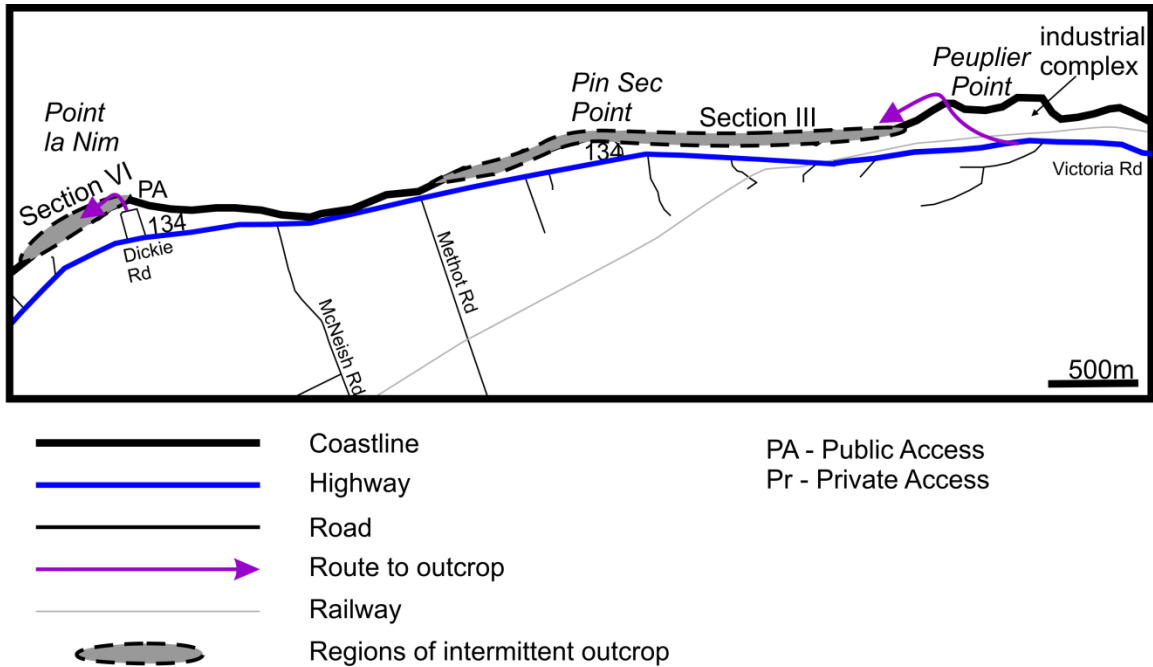 Point
la Nim
Section VI
PA
134
Dickie
Rd
McNeish Rd
Methot Rd
Pin Sec
Point
134
Section III
Peuplier
Point
industrial
complex
Victoria Rd
500m
Coastline
Highway
Road
Route to outcrop
Railway
Regions of intermittent outcrop
PA - Public Access
Pr - Private Access